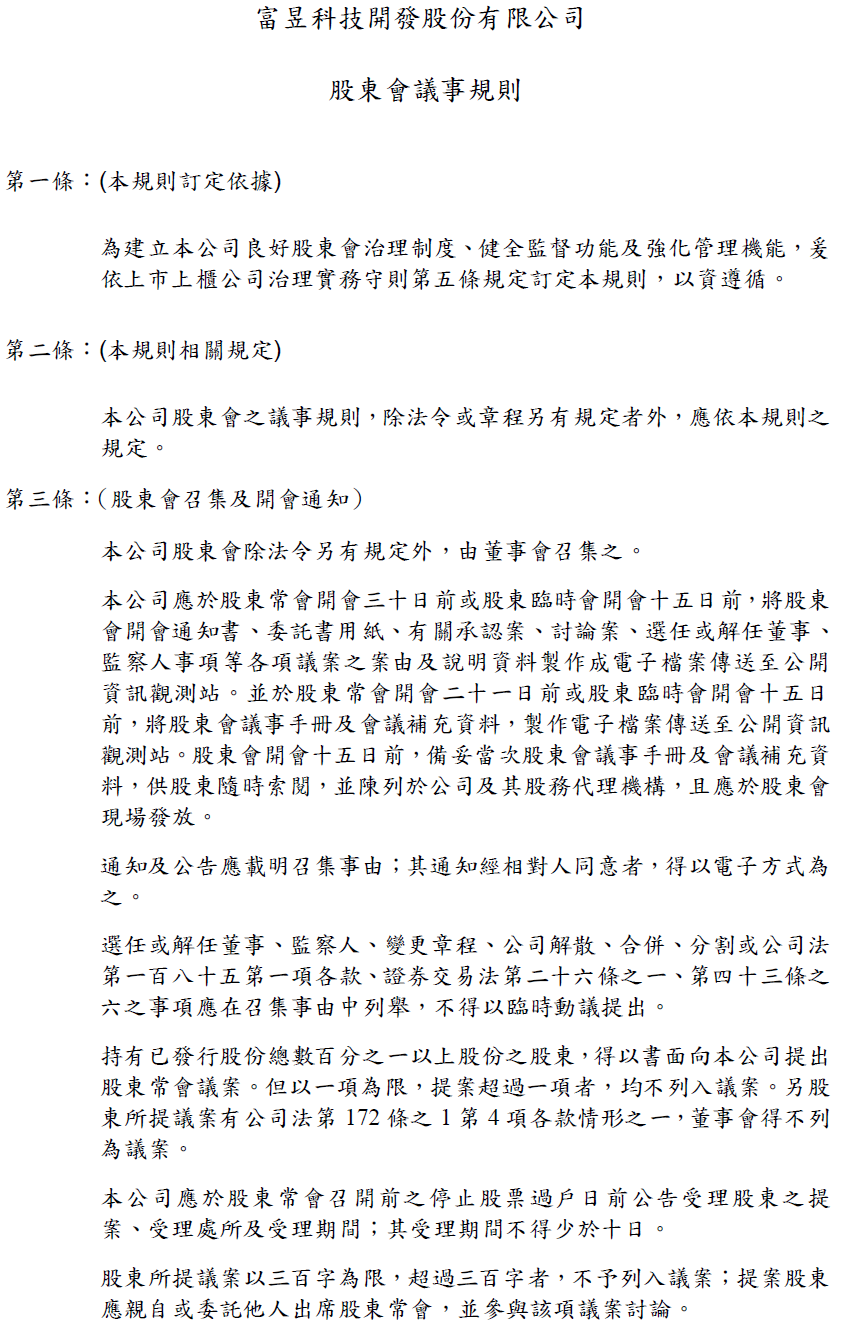 富昱科技開發股份有限公司
股東會議事規則
第一條：(本規則訂定依據)
為建立本公司良好股東會治理制度、健全監督功能及強化管理機能，爰
依上市上櫃公司治理實務守則第五條規定訂定本規則，以資遵循。
第二條：(本規則相關規定)
本公司股東會之議事規則，除法令或章程另有規定者外，應依本規則之
規定。
第三條：（股東會召集及開會通知）
本公司股東會除法令另有規定外，由董事會召集之。
本公司應於股東常會開會三十日前或股東臨時會開會十五日前，將股東
會開會通知書、委託書用紙、有關承認案、討論案、選任或解任董事、
監察人事項等各項議案之案由及說明資料製作成電子檔案傳送至公開
資訊觀測站。並於股東常會開會二十一日前或股東臨時會開會十五日
前，將股東會議事手冊及會議補充資料，製作電子檔案傳送至公開資訊
觀測站。股東會開會十五日前，備妥當次股東會議事手冊及會議補充資
料，供股東隨時索閱，並陳列於公司及其股務代理機構，且應於股東會
現場發放。
通知及公告應載明召集事由；其通知經相對人同意者，得以電子方式為
之。
選任或解任董事、監察人、變更章程、公司解散、合併、分割或公司法
第一百八十五第一項各款、證券交易法第二十六條之一、第四十三條之
六之事項應在召集事由中列舉，不得以臨時動議提出。
持有已發行股份總數百分之一以上股份之股東，得以書面向本公司提出
股東常會議案。但以一項為限，提案超過一項者，均不列入議案。另股
東所提議案有公司法第 172 條之 1 第 4 項各款情形之一，董事會得不列
為議案。
本公司應於股東常會召開前之停止股票過戶日前公告受理股東之提
案、受理處所及受理期間；其受理期間不得少於十日。
股東所提議案以三百字為限，超過三百字者，不予列入議案；提案股東
應親自或委託他人出席股東常會，並參與該項議案討論。